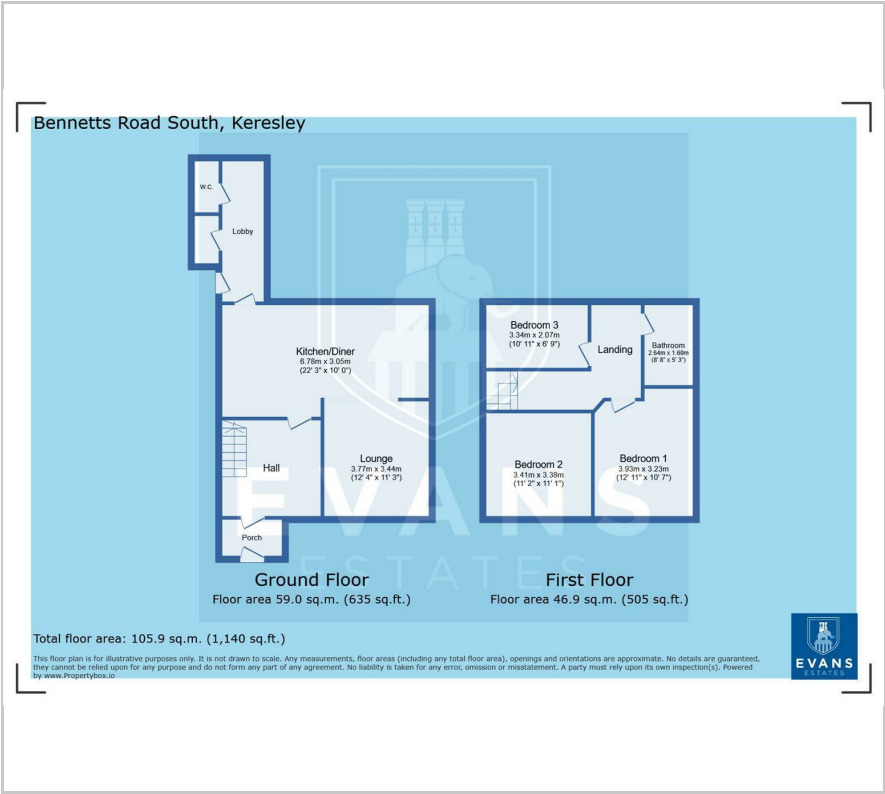 Bennetts Road South, Keresley
W.C.
Lobby
Kitchen/Diner
6.78m x 3.05m
(22' 3" x 10' 0")
Lounge
3.77m x 3.44m
(12' 4" x 11' 3")
Hall
Porch
Bedroom 3
3.34m x 2.07m
(10' 11" x 6' 9")
Landing
Bathroom
2.64m x 1.60m
(8' 8" x 5' 3")
Bedroom 2
3.41m x 3.38m
(11' 2" x 11' 1")
Bedroom 1
3.93m x 3.23m
(12' 11" x 10' 7")
EVANS
ESTATES
Ground Floor
Floor area 59.0 sq.m. (635 sq.ft.)
First Floor
Floor area 46.9 sq.m. (505 sq.ft.)
Total floor area: 105.9 sq.m. (1,140 sq.ft.)
This floor plan is for illustrative purposes only. It is not drawn to scale. Any measurements, floor areas (including any total floor area), openings and orientations are approximate. No details are guaranteed,
they cannot be relied upon for any purpose and do not form any part of any agreement. No liability is taken for any error, omission or misstatement. A party must rely upon its own inspection(s). Powered
by www.Propertybox.io
EVANS
ESTATES